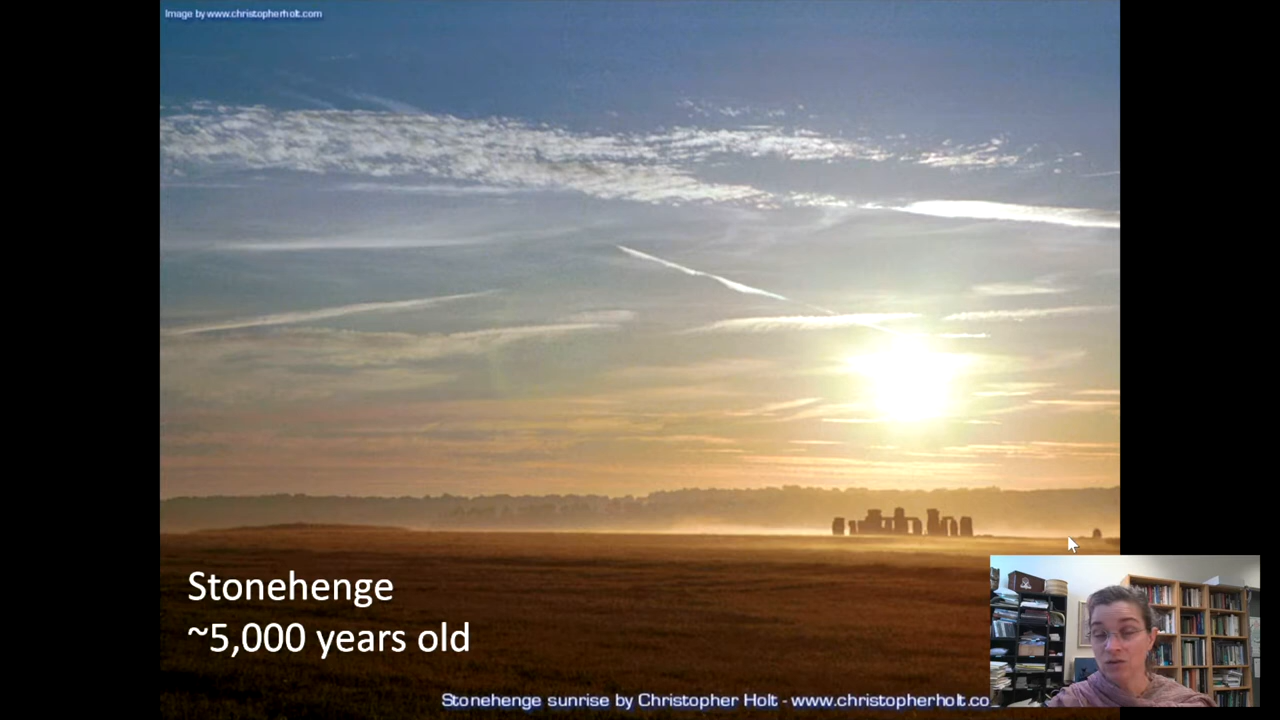 Image by www.christopherholt.com
Stonehenge
~5,000 years old
Stonehenge sunrise by Christopher Holt - www.christopherholt.co